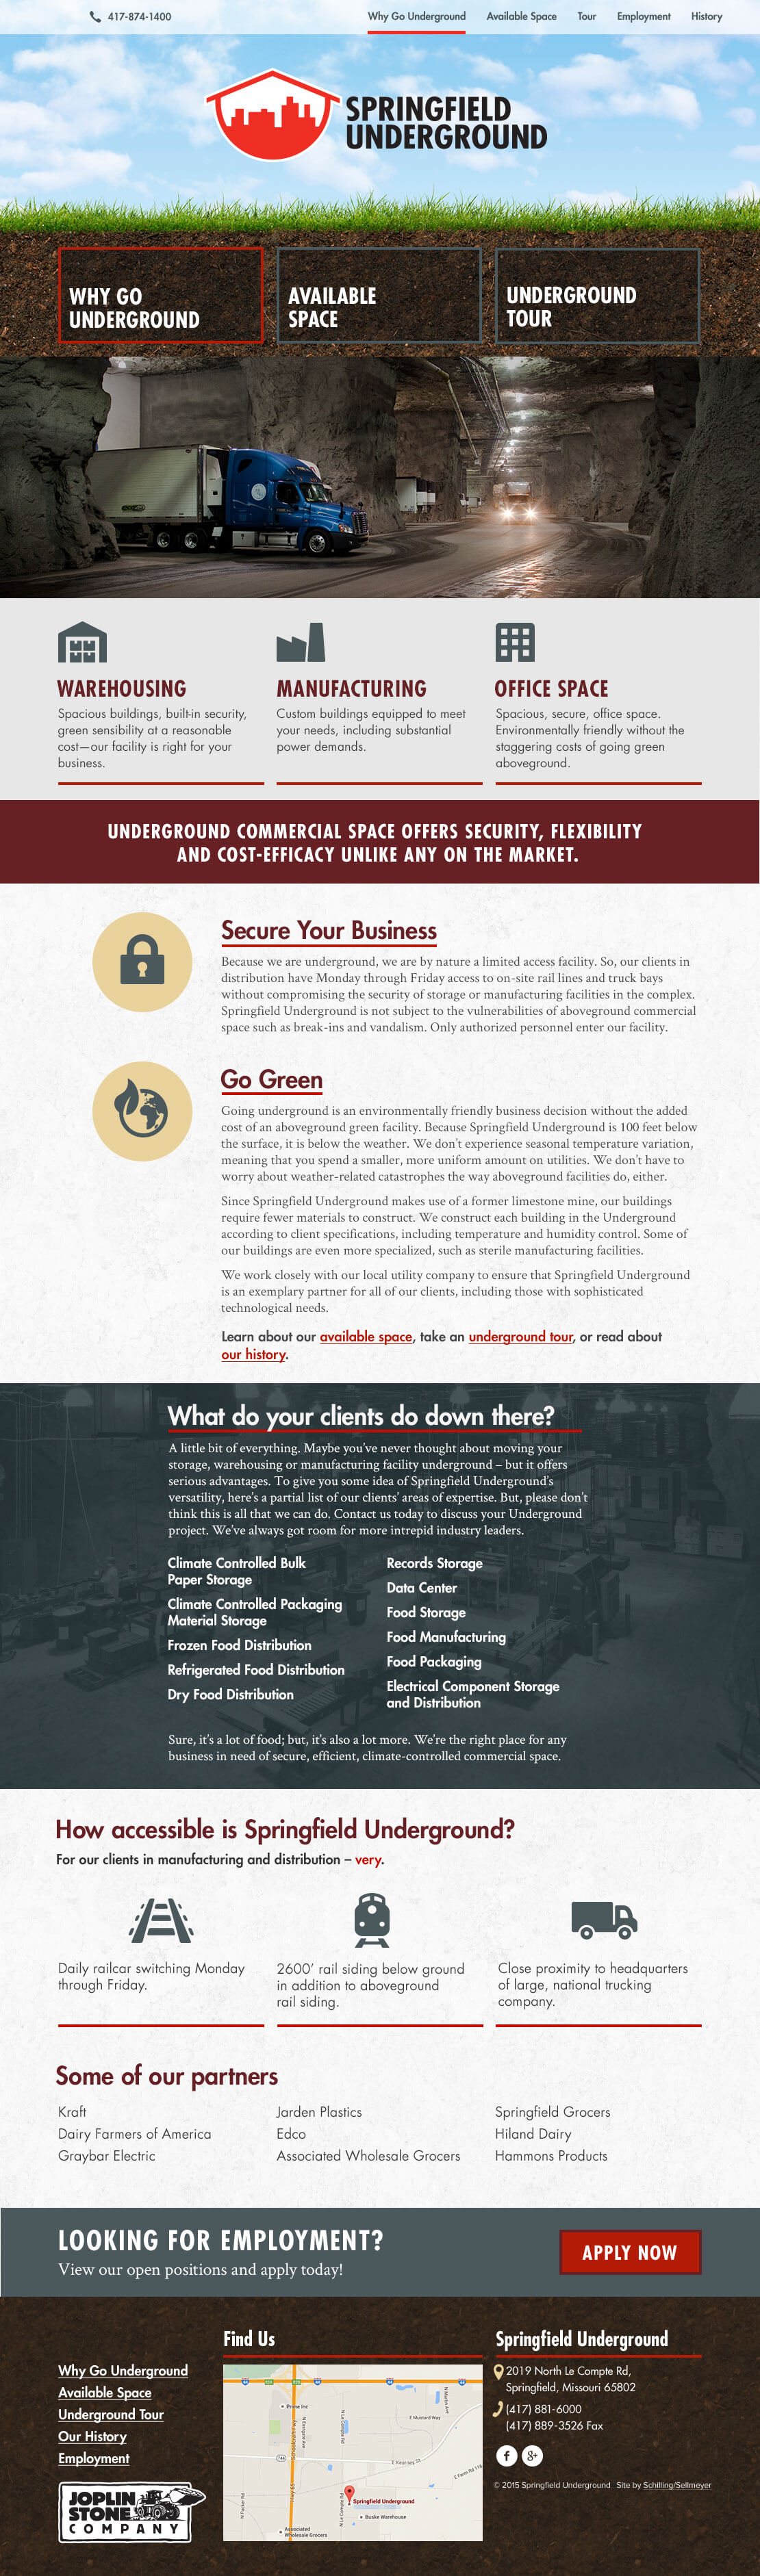 417-874-1400
Why Go Underground Available Space Tour Employment History
SPRINGFIELD
UNDERGROUND
WHY GO
UNDERGROUND
AVAILABLE
SPACE
UNDERGROUND
TOUR
WAREHOUSING
Spacious buildings, built-in security,
green sensibility at a reasonable
cost—our facility is right for your
business.
MANUFACTURING
Custom buildings equipped to meet
your needs, including substantial
power demands.
OFFICE SPACE
Spacious, secure, office space.
Environmentally friendly without the
staggering costs of going green
aboveground.
UNDERGROUND COMMERCIAL SPACE OFFERS SECURITY, FLEXIBILITY
AND COST-EFFICACY UNLIKE ANY ON THE MARKET.
Secure Your Business
Because we are underground, we are by nature a limited access facility. So, our clients in
distribution have Monday through Friday access to on-site rail lines and truck bays
without compromising the security of storage or manufacturing facilities in the complex.
Springfield Underground is not subject to the vulnerabilities of aboveground commercial
space such as break-ins and vandalism. Only authorized personnel enter our facility.
Go Green
Going underground is an environmentally friendly business decision without the added
cost of an aboveground green facility. Because Springfield Underground is 100 feet below
the surface, it is below the weather. We don't experience seasonal temperature variation,
meaning that you spend a smaller, more uniform amount on utilities. We don't have to
worry about weather-related catastrophes the way aboveground facilities do, either.
Since Springfield Underground makes use of a former limestone mine, our buildings
require fewer materials to construct. We construct each building in the Underground
according to client specifications, including temperature and humidity control. Some of
our buildings are even more specialized, such as sterile manufacturing facilities.
We work closely with our local utility company to ensure that Springfield Underground
is an exemplary partner for all of our clients, including those with sophisticated
technological needs.
Learn about our available space, take an underground tour, or read about
our history.
What do your clients do down there?
A little bit of everything. Maybe you've never thought about moving your
storage, warehousing or manufacturing facility underground – but it offers
serious advantages. To give you some idea of Springfield Underground's
versatility, here's a partial list of our clients' areas of expertise. But, please don't
think this is all that we can do. Contact us today to discuss your Underground
project. We've always got room for more intrepid industry leaders.
Climate Controlled Bulk
Paper Storage
Climate Controlled Packaging
Material Storage
Frozen Food Distribution
Refrigerated Food Distribution
Dry Food Distribution
Records Storage
Data Center
Food Storage
Food Manufacturing
Food Packaging
Electrical Component Storage
and Distribution
Sure, it's a lot of food; but, it's also a lot more. We're the right place for any
business in need of secure, efficient, climate-controlled commercial space.
How accessible is Springfield Underground?
For our clients in manufacturing and distribution – very.
Daily railcar switching Monday
through Friday.
2600' rail siding below ground
in addition to aboveground
rail siding.
Close proximity to headquarters
of large, national trucking
company.
Some of our partners
Kraft
Dairy Farmers of America
Graybar Electric
Jarden Plastics
Edco
Associated Wholesale Grocers
Springfield Grocers
Hiland Dairy
Hammons Products
LOOKING FOR EMPLOYMENT?
View our open positions and apply today!
APPLY NOW
Why Go Underground
Available Space
Underground Tour
Our History
Employment
JOPLIN
STONE
COMPANY
Find Us
Prime Inc
E Mustard Way
E Kearney St
E Farm Rd 116
N Packer Rd
N Le Compte Rd
Springfield Underground
Buske Warehouse
Associated
Wholesale Grocers
Springfield Underground
2019 North Le Compte Rd,
Springfield, Missouri 65802
(417) 881-6000
(417) 889-3526 Fax
f g+
© 2015 Springfield Underground Site by Schilling/Sellmeyer